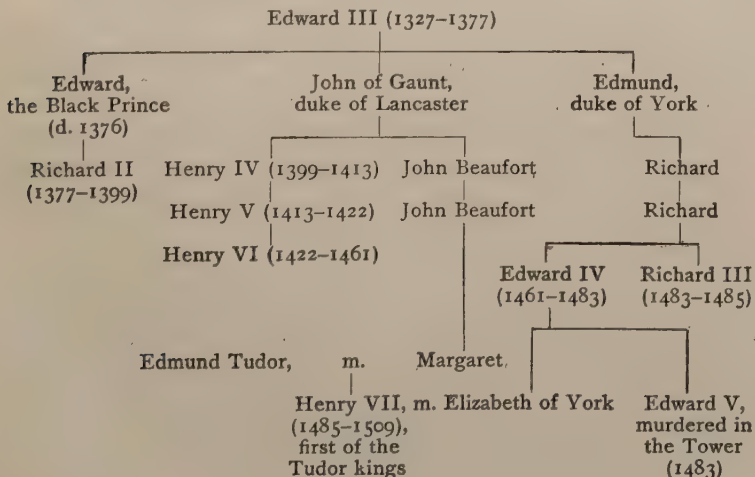 Edward III (1327–1377)
Edward, John of Gaunt, Edmund,
the Black Prince duke of Lancaster duke of York
(d. 1376)
Richard II Henry IV (1399–1413) John Beaufort Richard
(1377–1399)
Henry V (1413–1422) John Beaufort Richard
Henry VI (1422–1461)
Edward IV Richard III
(1461–1483) (1483–1485)
Edmund Tudor, m. Margaret
Henry VII, m. Elizabeth of York Edward V,
(1485–1509), murdered in
first of the the Tower
Tudor kings (1483)